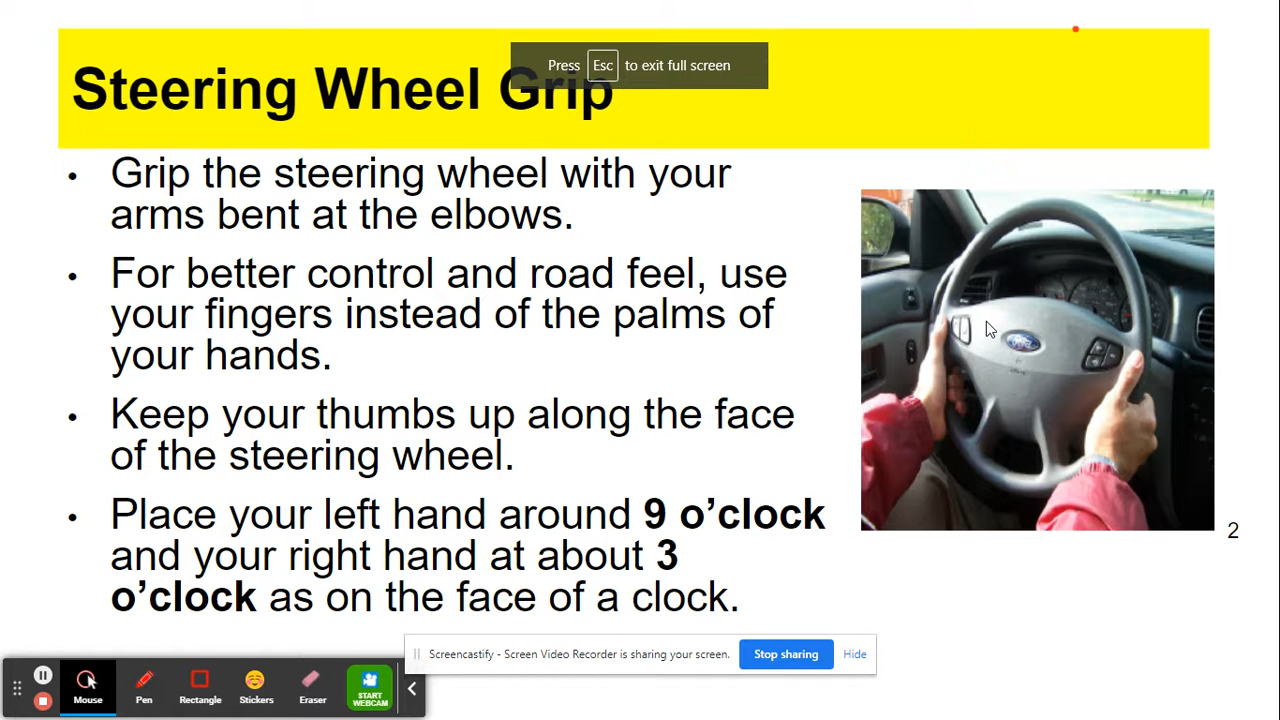 Press Esc to exit full screen
Steering Wheel Grip
• Grip the steering wheel with your
arms bent at the elbows.
• For better control and road feel, use
your fingers instead of the palms of
your hands.
• Keep your thumbs up along the face
of the steering wheel.
• Place your left hand around 9 o’clock
and your right hand at about 3
o’clock as on the face of a clock.
Ford
2
Screencastify - Screen Video Recorder is sharing your screen.
Stop sharing
Hide
Mouse
Pen
Rectangle
Stickers
Eraser
START
WEBCAM